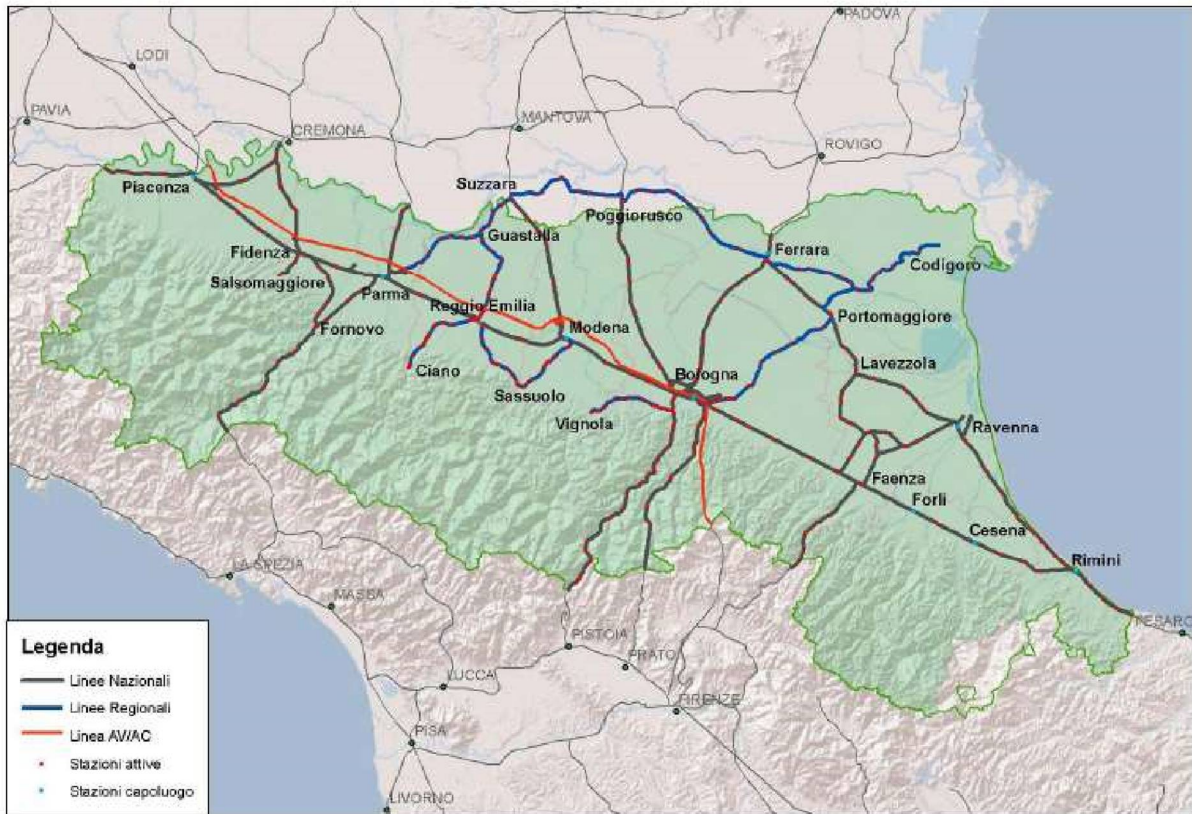 PADOVA
LODI
PAVIA
CREMONA
MANTOVA
ROVIGO
Piacenza
Suzzara
Poggiorusco
Guastalla
Ferrara
Fidenza
Codigoro
Salsomaggiore
Parma
Reggio Emilia
Portomaggiore
Fornovo
Modena
Ciano
Bologna
Lavezzola
Sassuolo
Vignola
Ravenna
Faenza
Forlì
Cesena
Rimini
LA SPEZIA
MASSA
PESARO
PISTOIA
PRATO
LUCCA
FIRENZE
PISA
LIVORNO
Legenda
Linee Nazionali
Linee Regionali
Linea AV/AC
Stazioni attive
Stazioni capoluogo